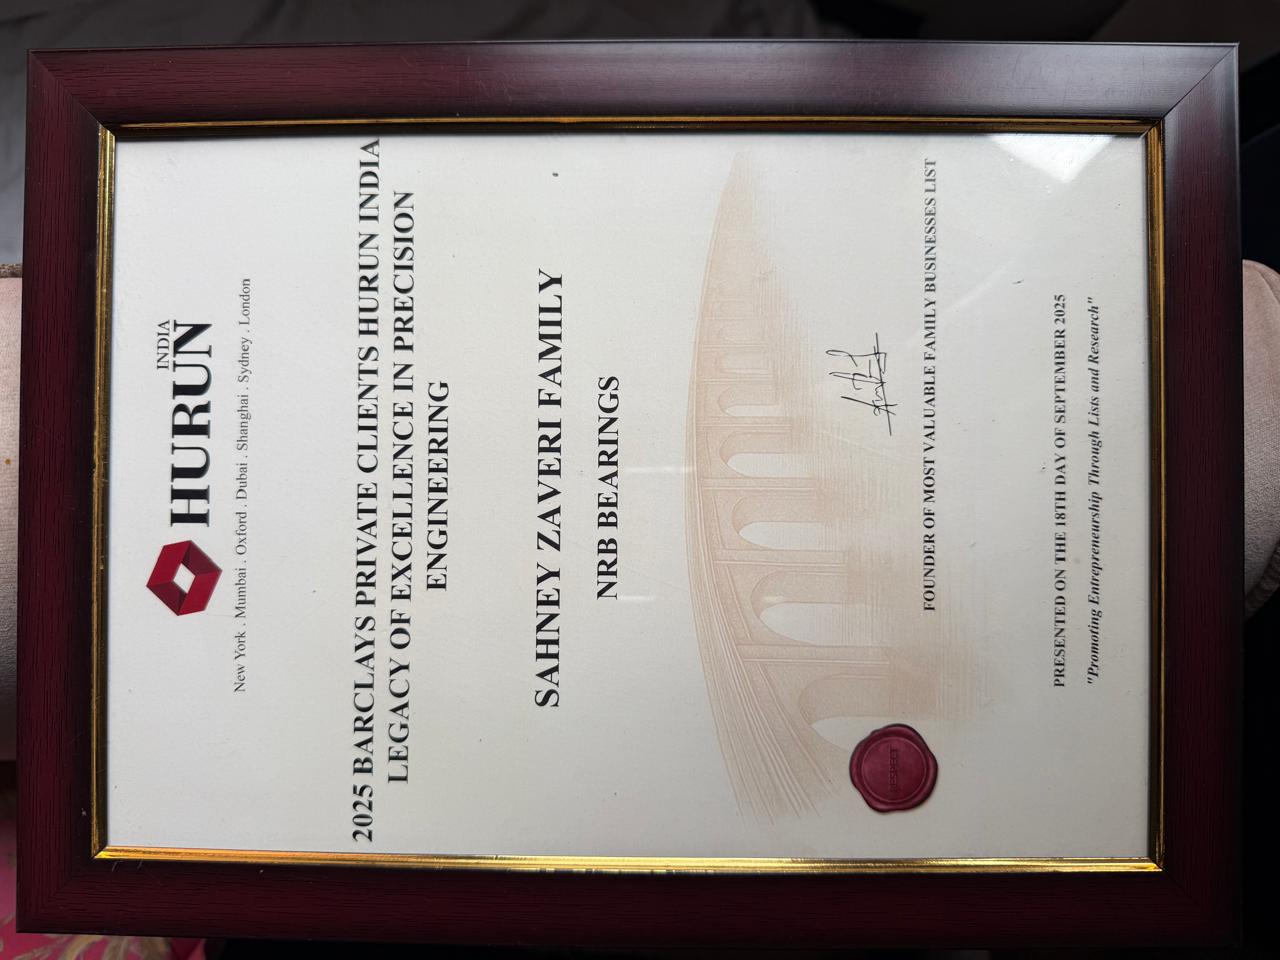 INDIA
HURUN
New York . Mumbai . Oxford . Dubai . Shanghai . Sydney . London
2025 BARCLAYS PRIVATE CLIENTS HURUN INDIA
LEGACY OF EXCELLENCE IN PRECISION
ENGINEERING
SAHNEY ZAVERI FAMILY
NRB BEARINGS
RESPECT
FOUNDER OF MOST VALUABLE FAMILY BUSINESSES LIST
PRESENTED ON THE 18TH DAY OF SEPTEMBER 2025
"Promoting Entrepreneurship Through Lists and Research"